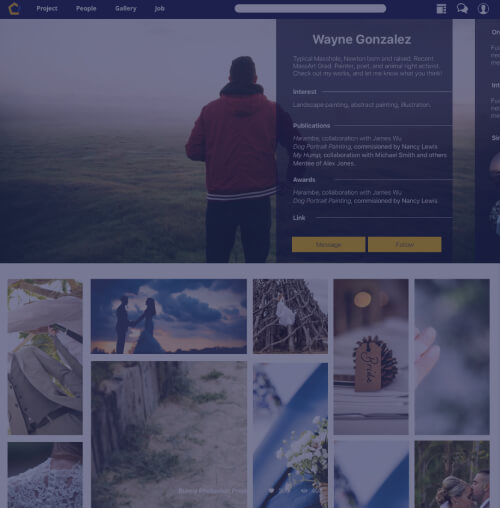 Project People Gallery Job
Wayne Gonzalez
Typical Masshole, Newton born and raised. Recent
MassArt Grad. Painter, poet, and animal right activist.
Check out my works, and let me know what you think!
Interest
Landscape painting, abstract painting, illustration.
Publications
Harambe, collaboration with James Wu
Dog Portrait Painting, commisioned by Nancy Lewis
My Hump, collaboration with Michael Smith and others
Mentee of Alex Jones.
Awards
Harambe, collaboration with James Wu
Dog Portrait Painting, commisioned by Nancy Lewis
Link
Message Follow
Bride